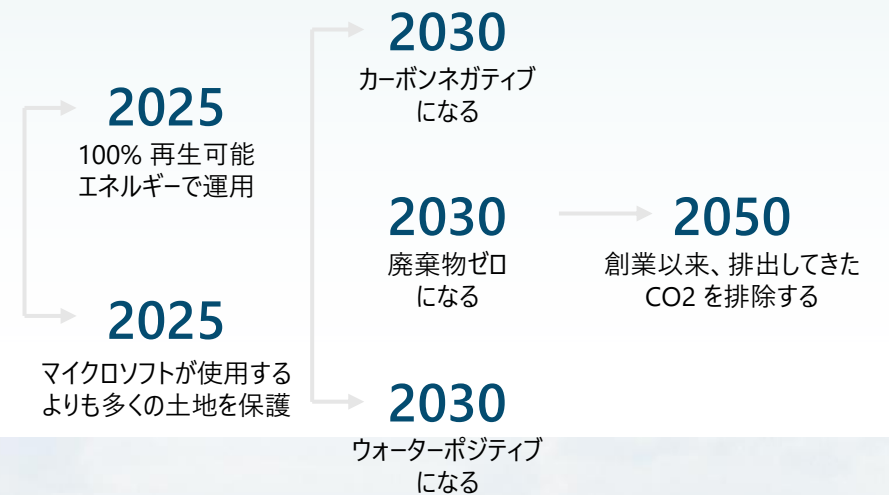 2025
100% 再生可能
エネルギーで運用
2025
マイクロソフトが使用する
よりも多くの土地を保護
2030
カーボンネガティブ
になる
2030
廃棄物ゼロ
になる
2030
ウォーターポジティブ
になる
2050
創業以来、排出してきた
CO2 を排除する